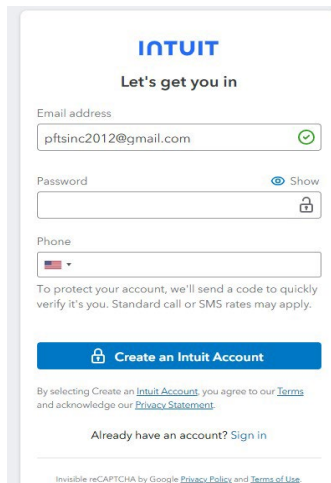 INTUIT
Let's get you in
Email address
pftsinc2012@gmail.com
Password Show
Phone
To protect your account, we'll send a code to quickly
verify it's you. Standard call or SMS rates may apply.
Create an Intuit Account
By selecting Create an Intuit Account, you agree to our Terms
and acknowledge our Privacy Statement.
Already have an account? Sign in
Invisible reCAPTCHA by Google Privacy Policy and Terms of Use.